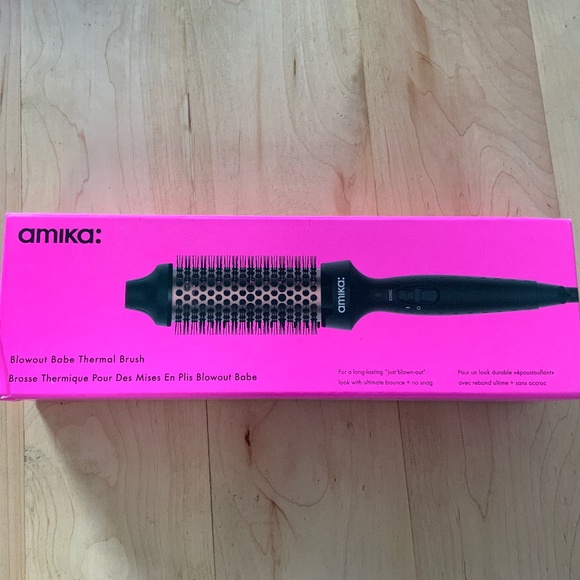 amika:
amika:
Blowout Babe Thermal Brush
Brosse Thermique Pour Des Mises En Plis Blowout Babe
For a long-lasting "just blown-out"
look with ultimate bounce + no snag
Pour un look durable «époustouflant»
avec rebond ultime + sans accroc